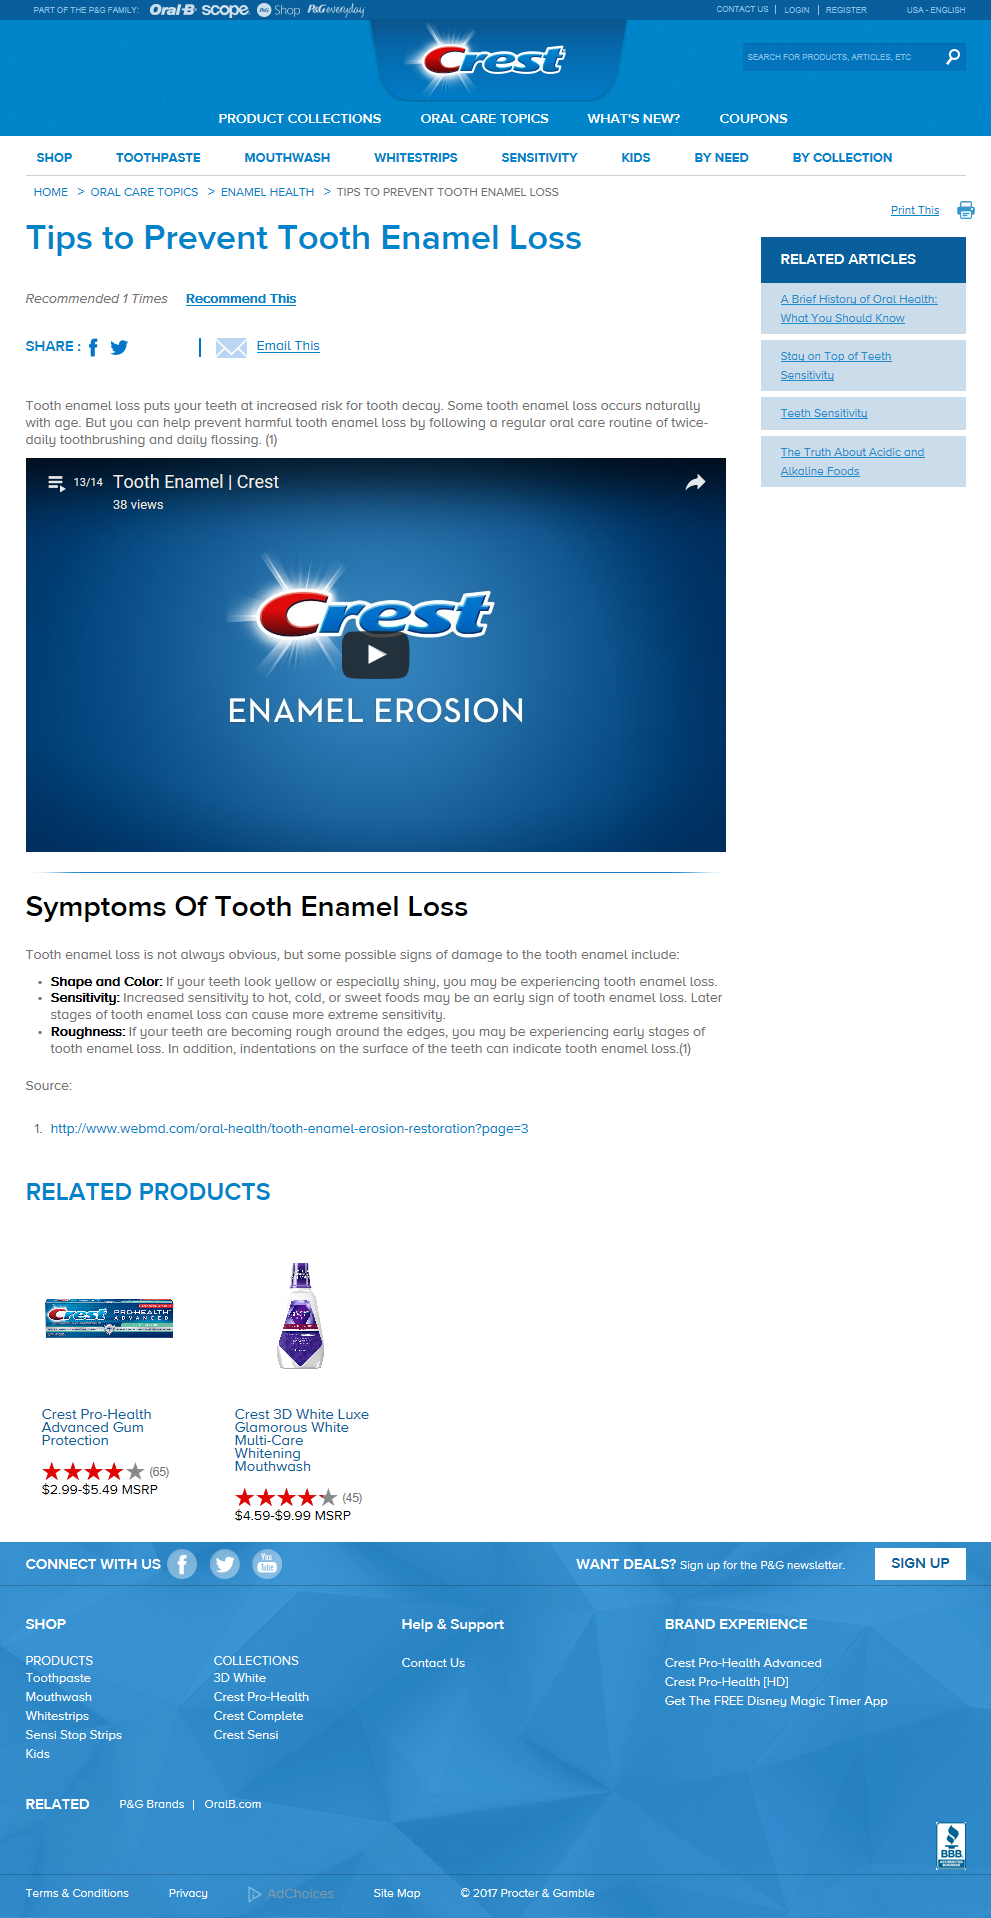 PART OF THE P&G FAMILY: Oral-B scope P&G Shop P&G everyday CONTACT US | LOGIN | REGISTER USA - ENGLISH
Crest
SEARCH FOR PRODUCTS, ARTICLES, ETC
PRODUCT COLLECTIONS ORAL CARE TOPICS WHAT'S NEW? COUPONS
SHOP TOOTHPASTE MOUTHWASH WHITESTRIPS SENSITIVITY KIDS BY NEED BY COLLECTION
HOME > ORAL CARE TOPICS > ENAMEL HEALTH > TIPS TO PREVENT TOOTH ENAMEL LOSS
Print This
Tips to Prevent Tooth Enamel Loss
Recommended 1 Times Recommend This
SHARE : | Email This
Tooth enamel loss puts your teeth at increased risk for tooth decay. Some tooth enamel loss occurs naturally
with age. But you can help prevent harmful tooth enamel loss by following a regular oral care routine of twice-
daily toothbrushing and daily flossing. (1)
13/14 Tooth Enamel | Crest
38 views
Crest
ENAMEL EROSION
RELATED ARTICLES
A Brief History of Oral Health:
What You Should Know
Stay on Top of Teeth
Sensitivity
Teeth Sensitivity
The Truth About Acidic and
Alkaline Foods
Symptoms Of Tooth Enamel Loss
Tooth enamel loss is not always obvious, but some possible signs of damage to the tooth enamel include:
• Shape and Color: If your teeth look yellow or especially shiny, you may be experiencing tooth enamel loss.
• Sensitivity: Increased sensitivity to hot, cold, or sweet foods may be an early sign of tooth enamel loss. Later
stages of tooth enamel loss can cause more extreme sensitivity.
• Roughness: If your teeth are becoming rough around the edges, you may be experiencing early stages of
tooth enamel loss. In addition, indentations on the surface of the teeth can indicate tooth enamel loss.(1)
Source:
1. http://www.webmd.com/oral-health/tooth-enamel-erosion-restoration?page=3
RELATED PRODUCTS
Crest PRO-HEALTH
ADVANCED
Crest Pro-Health
Advanced Gum
Protection
(65)
$2.99-$5.49 MSRP
Crest 3D White Luxe
Glamorous White
Multi-Care
Whitening
Mouthwash
(45)
$4.59-$9.99 MSRP
CONNECT WITH US You Tube WANT DEALS? Sign up for the P&G newsletter. SIGN UP
SHOP
PRODUCTS
Toothpaste
Mouthwash
Whitestrips
Sensi Stop Strips
Kids
COLLECTIONS
3D White
Crest Pro-Health
Crest Complete
Crest Sensi
Help & Support
Contact Us
BRAND EXPERIENCE
Crest Pro-Health Advanced
Crest Pro-Health [HD]
Get The FREE Disney Magic Timer App
RELATED P&G Brands | OralB.com
BBB
ACCREDITED
BUSINESS
Terms & Conditions Privacy AdChoices Site Map © 2017 Procter & Gamble